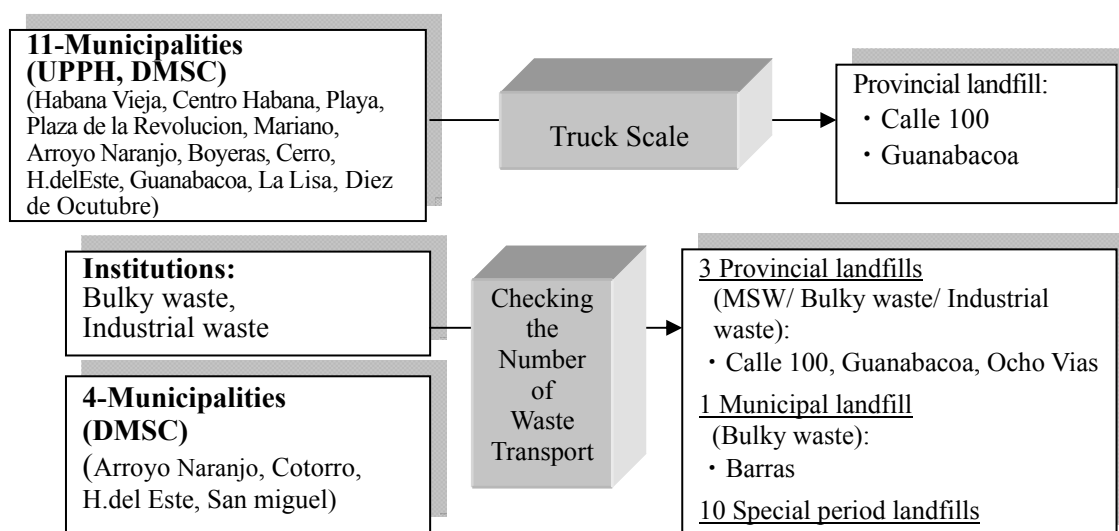 11-Municipalities
(UPPH, DMSC)
(Habana Vieja, Centro Habana, Playa,
Plaza de la Revolucion, Mariano,
Arroyo Naranjo, Boyeras, Cerro,
H.delEste, Guanabacoa, La Lisa, Diez
de Ocutubre)
Truck Scale
Provincial landfill:
・Calle 100
・Guanabacoa
Institutions:
Bulky waste,
Industrial waste
4-Municipalities
(DMSC)
(Arroyo Naranjo, Cotorro,
H.del Este, San miguel)
Checking
the
Number
of
Waste
Transport
3 Provincial landfills
(MSW/ Bulky waste/ Industrial
waste):
・Calle 100, Guanabacoa, Ocho Vias
1 Municipal landfill
(Bulky waste):
・Barras
10 Special period landfills